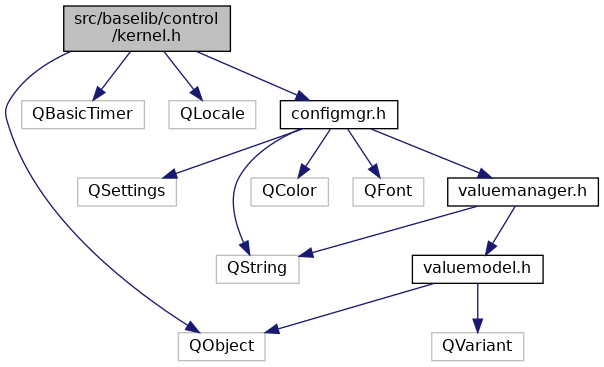 src/baselib/control
/kernel.h
QBasicTimer
QLocale
configmgr.h
QSettings
QColor
QFont
valuemanager.h
QString
valuemodel.h
QObject
QVariant